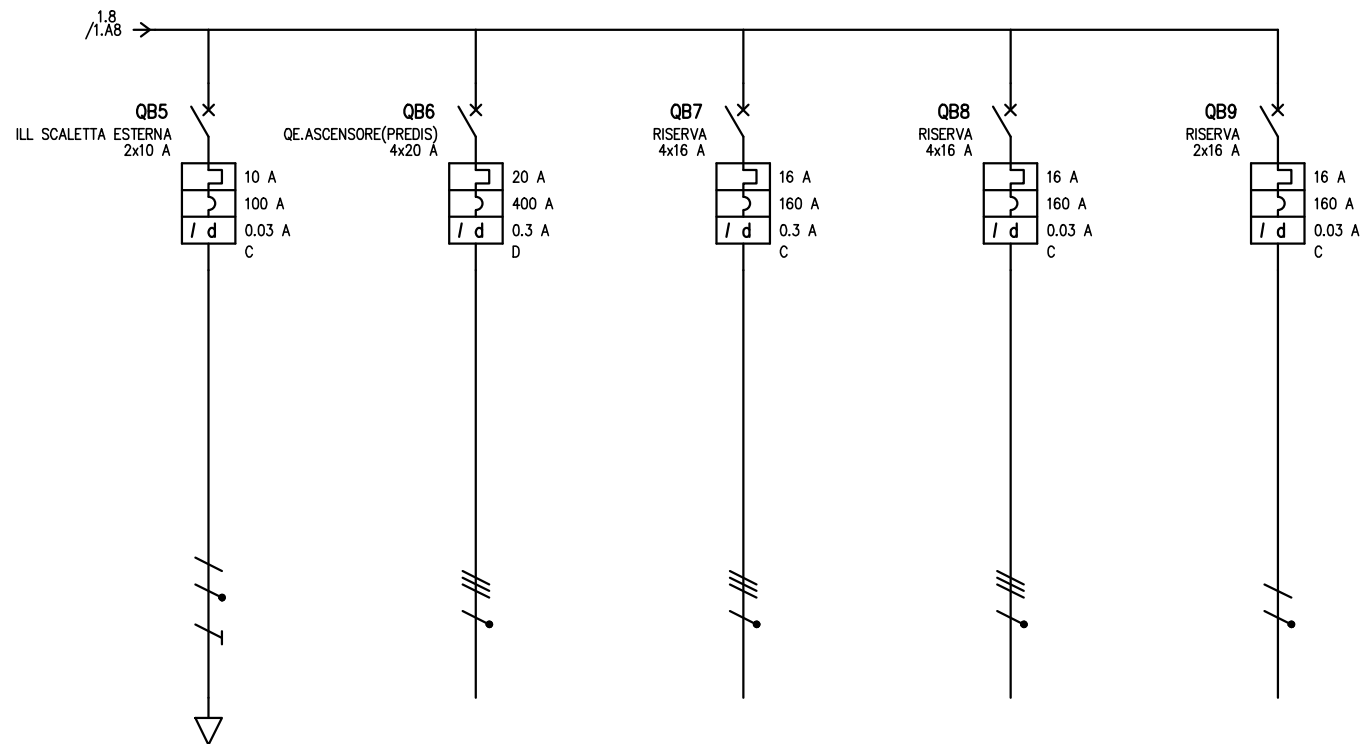 1.8
/1.A8
QB5
ILL SCALETTA ESTERNA
2x10 A
10 A
100 A
I d
0.03 A
C
QB6
QE.ASCENSORE(PREDIS)
4x20 A
20 A
400 A
I d
0.3 A
D
QB7
RISERVA
4x16 A
16 A
160 A
I d
0.3 A
C
QB8
RISERVA
4x16 A
16 A
160 A
I d
0.03 A
C
QB9
RISERVA
2x16 A
16 A
160 A
I d
0.03 A
C